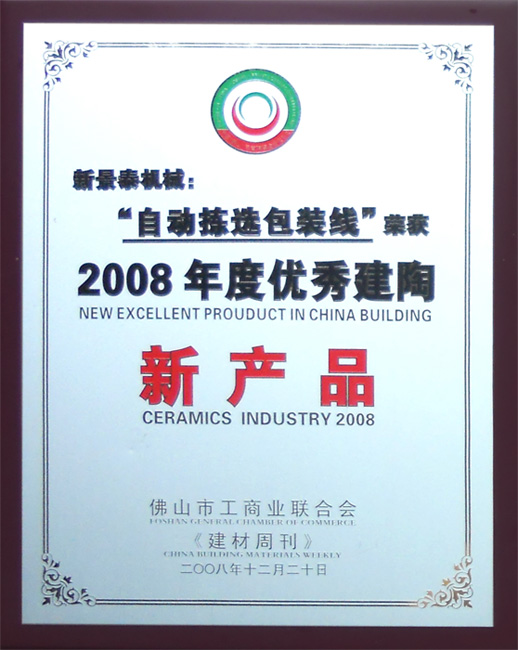 新景泰机械：
“自动拣选包装线”荣获
2008年度优秀建陶
NEW EXCELLENT PROUDUCT IN CHINA BUILDING
新产品
CERAMICS INDUSTRY 2008
佛山市工商业联合会
FOSHAN GENERAL CHAMBER OF COMMERCE
《建材周刊》
CHINA BUILDING MATERIALS WEEKLY
二〇〇八年十二月二十日